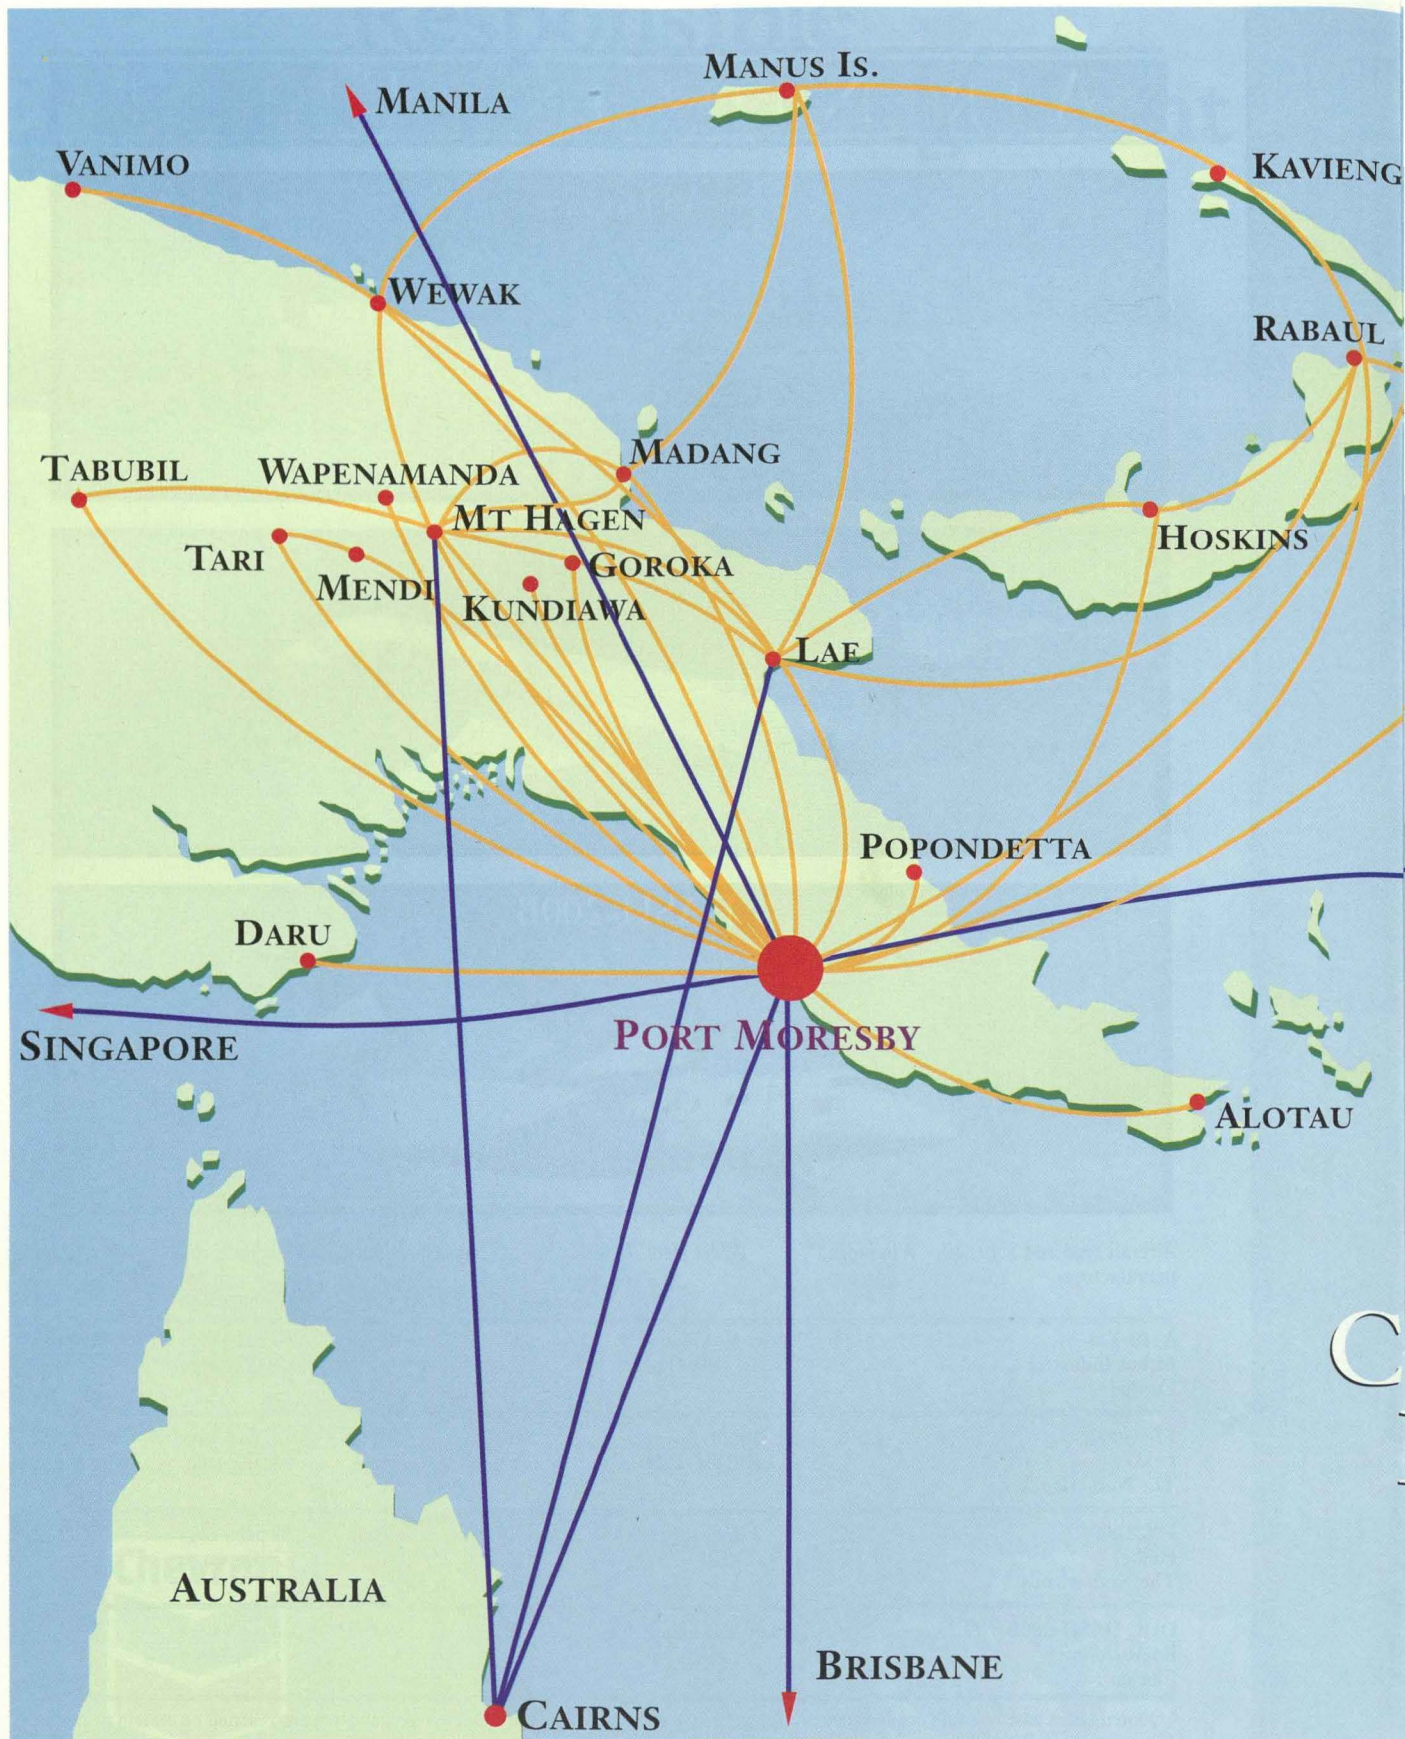 MANUS IS.
MANILA
VANIMO
KAVIENG
WEWAK
RABAUL
MADANG
TABUBIL
WAPENAMANDA
MT HAGEN
HOSKINS
TARI
MENDI
GOROKA
KUNDIAWA
LAE
POPONDETTA
DARU
SINGAPORE
PORT MORESBY
ALOTAU
C
AUSTRALIA
BRISBANE
CAIRNS